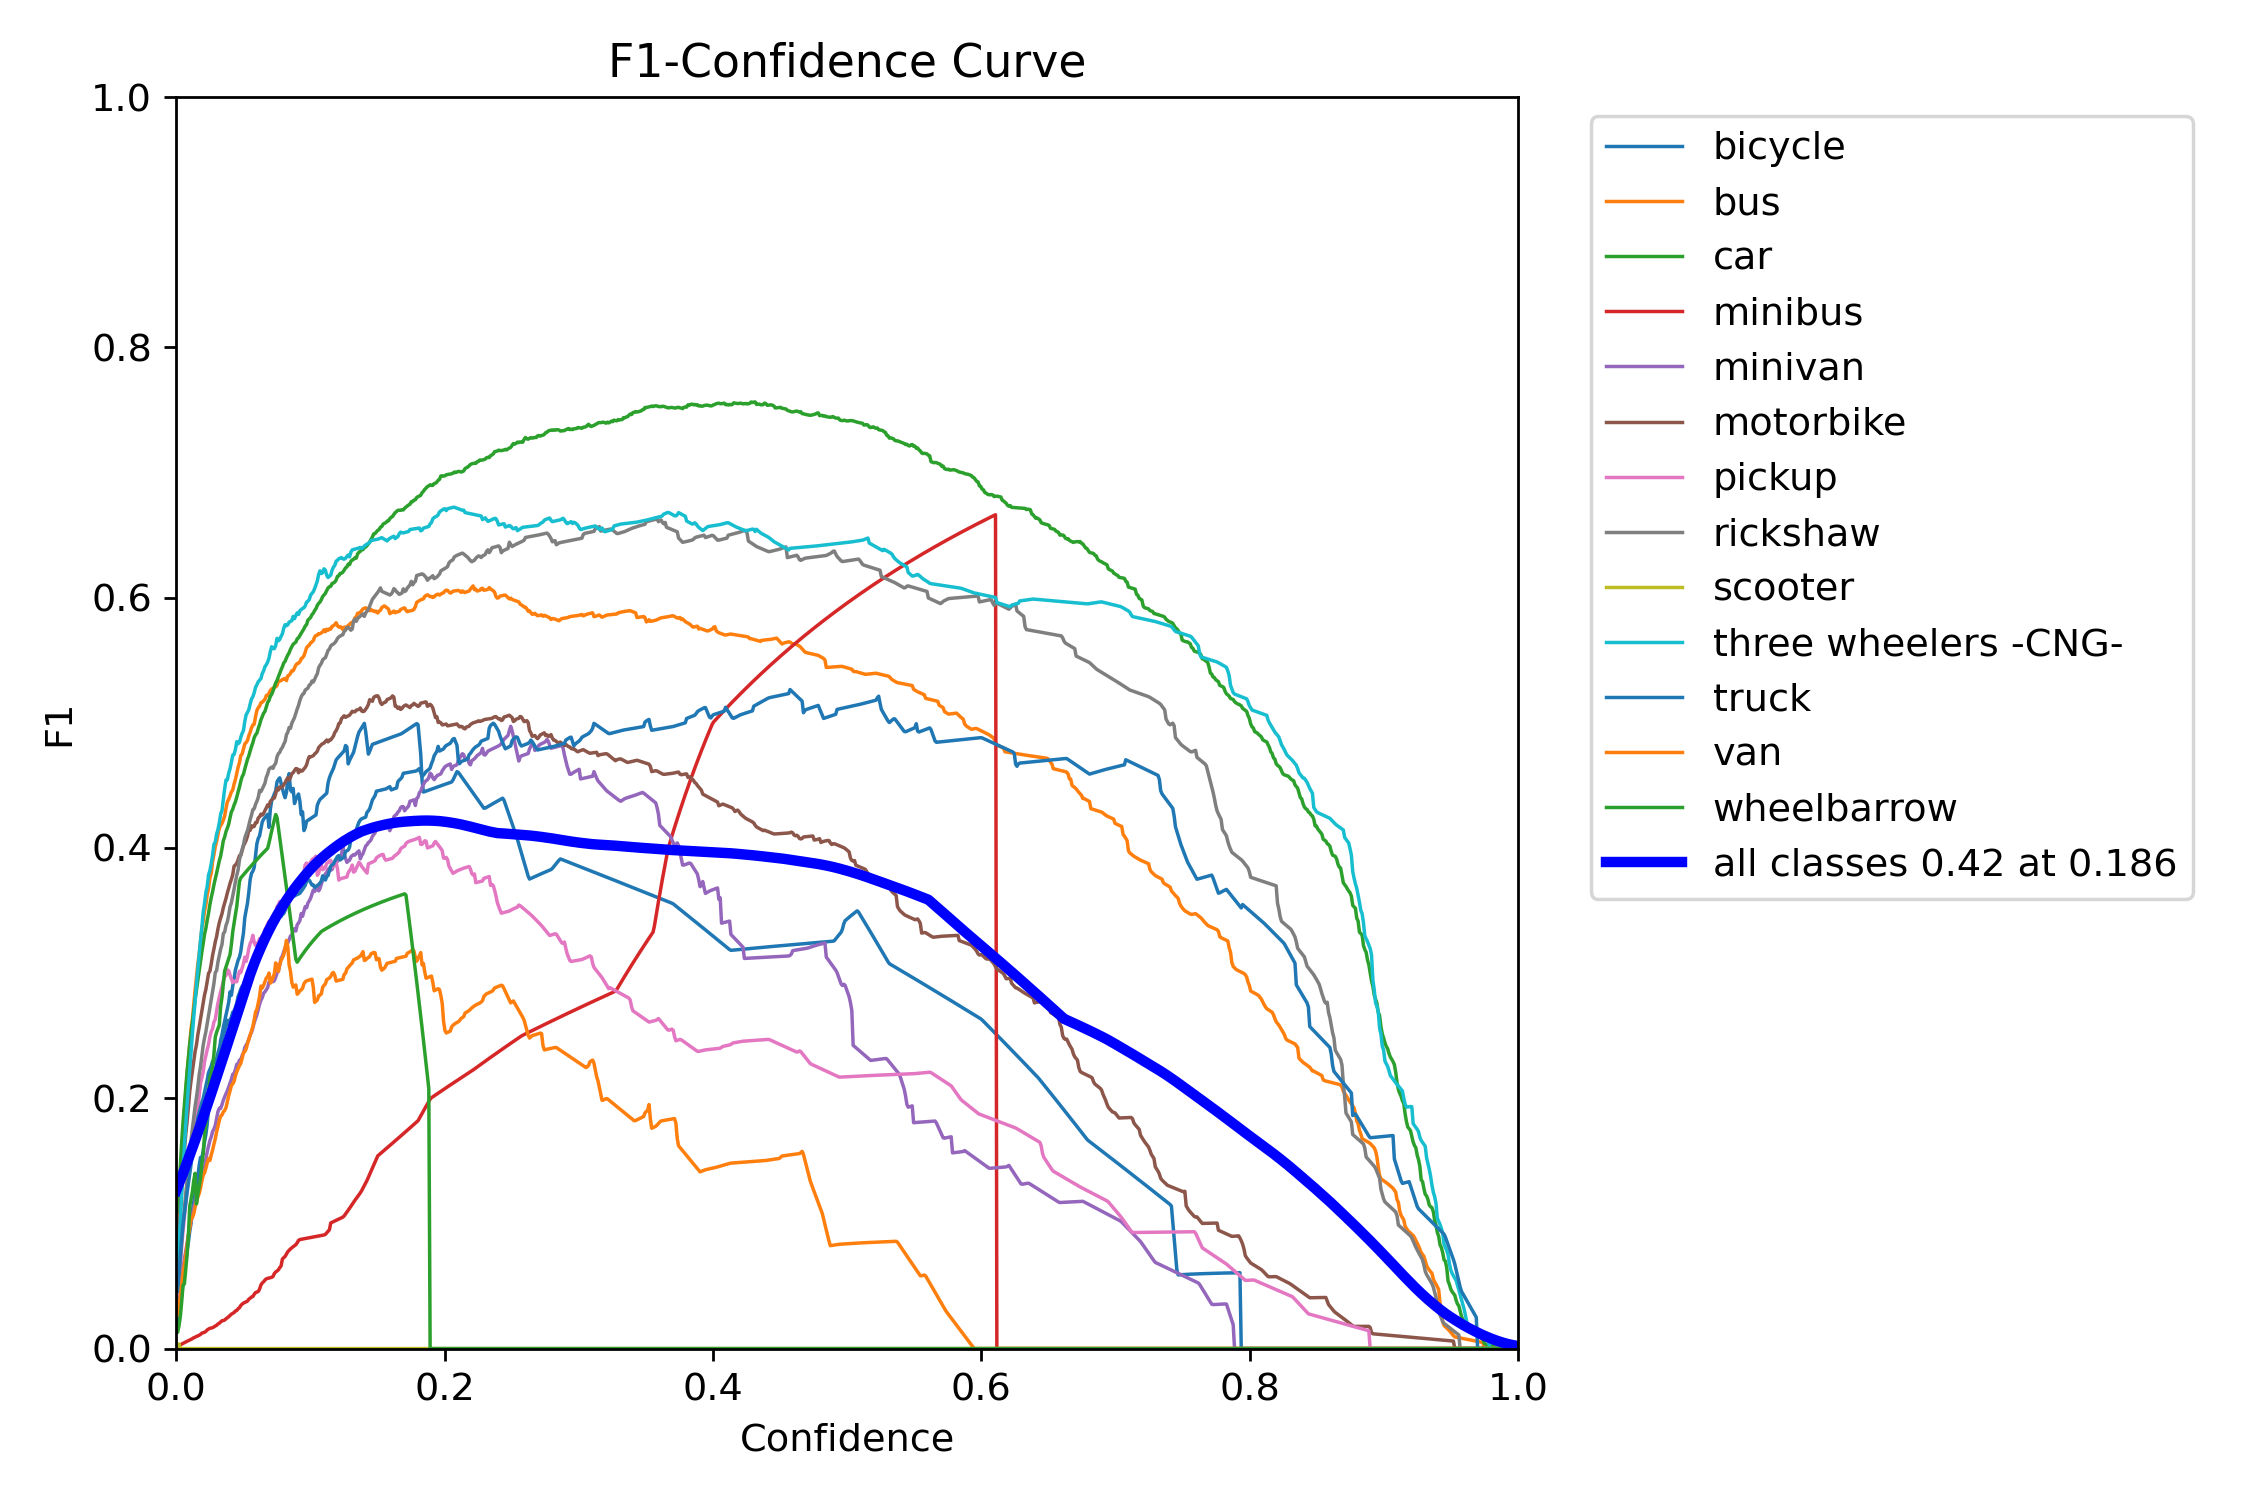 F1-Confidence Curve
1.0
0.8
0.6
0.4
0.2
0.0
F1
0.0 0.2 0.4 0.6 0.8 1.0
Confidence
bicycle
bus
car
minibus
minivan
motorbike
pickup
rickshaw
scooter
three wheelers -CNG-
truck
van
wheelbarrow
all classes 0.42 at 0.186